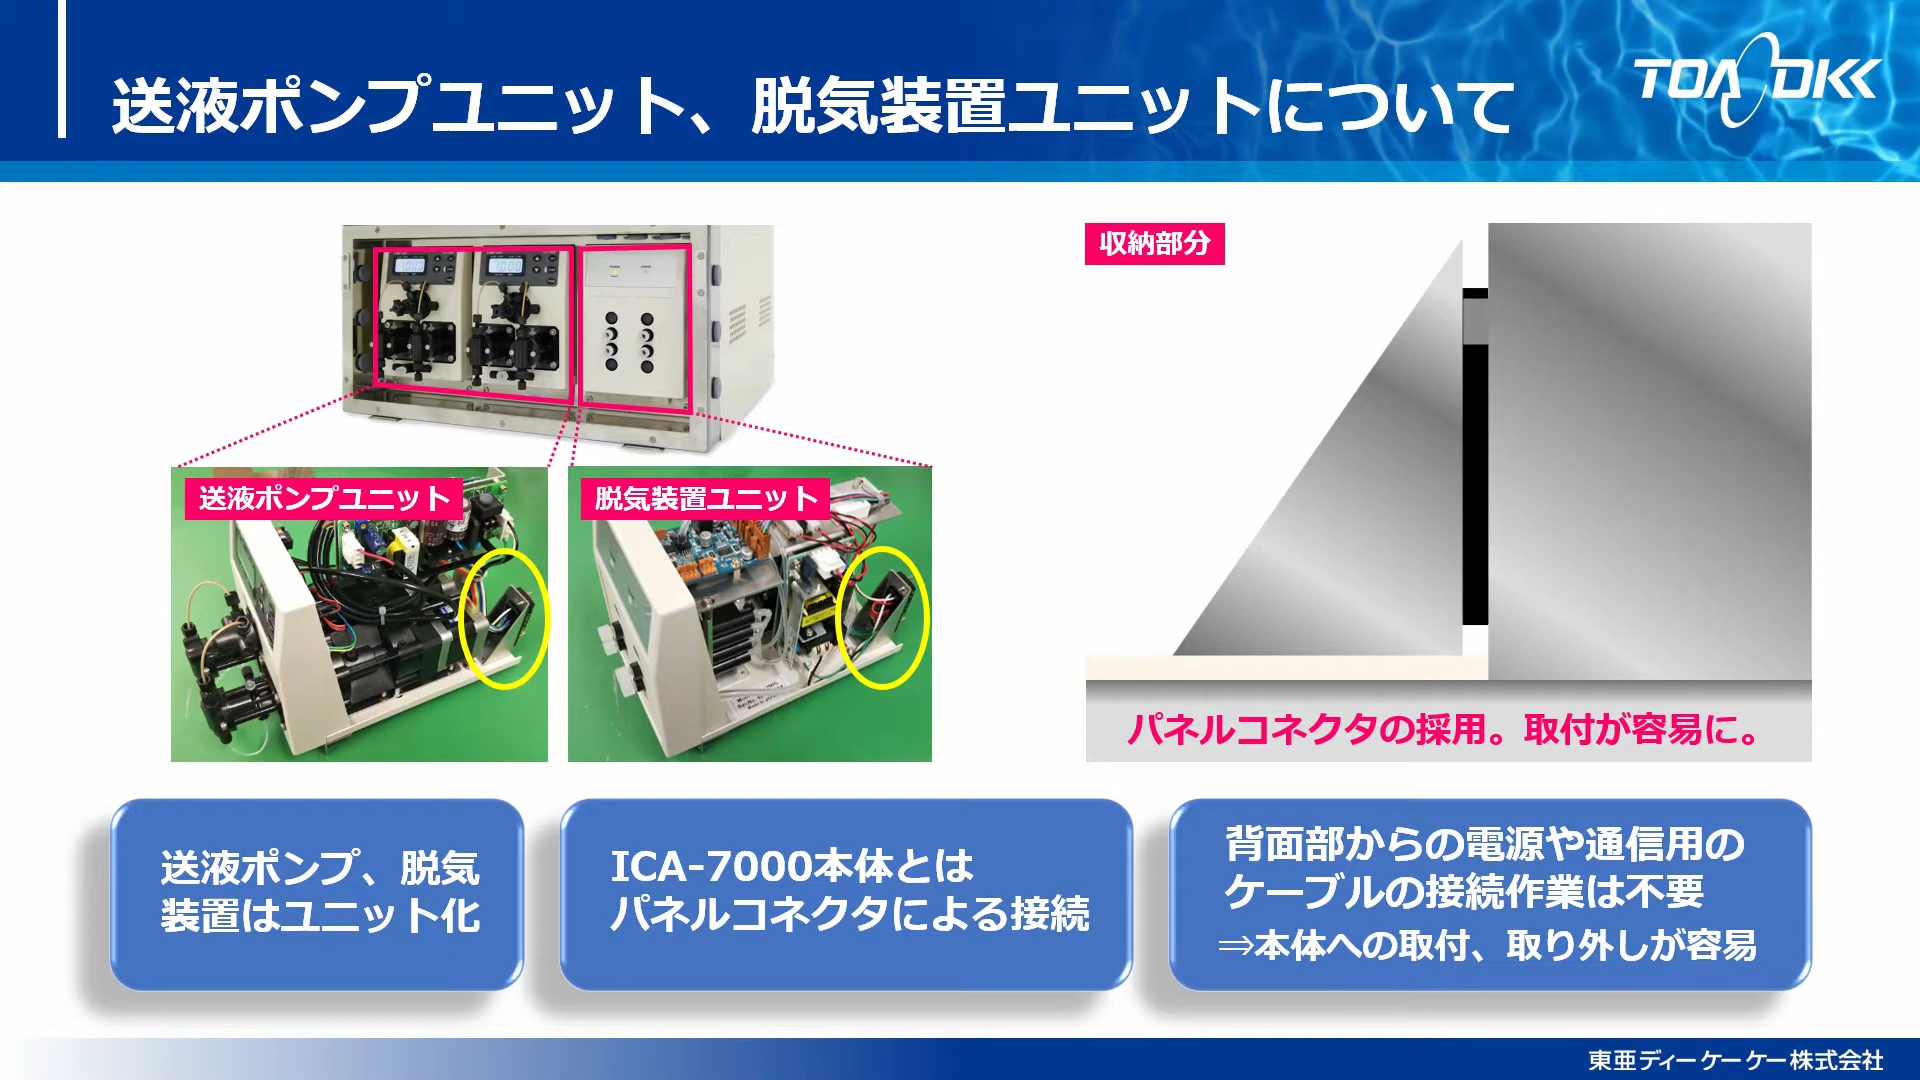 送液ポンプユニット、脱気装置ユニットについて
TOA DKK
収納部分
送液ポンプユニット
脱気装置ユニット
パネルコネクタの採用。取付が容易に。
送液ポンプ、脱気
装置はユニット化
ICA-7000本体とは
パネルコネクタによる接続
背面部からの電源や通信用の
ケーブルの接続作業は不要
⇒本体への取付、取り外しが容易
東亜ディーケーケー株式会社